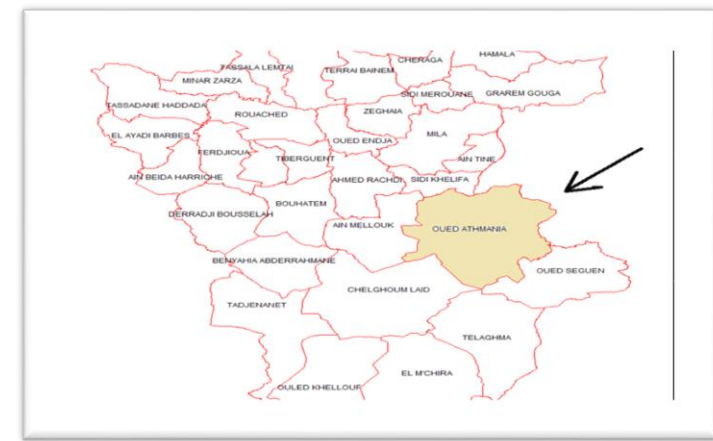 HAMALA
CHERAGA
TASSALA LEMTAI
TERRAI BAINEM
MINAR ZARZA
SIDI MEROUANE
GRAREM GOUGA
TASSADANE HADDADA
ROUACHED
ZEGHAIA
EL AYADI BARBES
MILA
OUED ENDJA
FERDJIOUA
TIBERGUENT
AIN TINE
AIN BEIDA HARRICHE
AHMED RACHDI
SIDI KHELIFA
BOUHATEM
DERRADJI BOUSSELAH
AIN MELLOUK
OUED ATHMANIA
BENYAHIA ABDERRAHMANE
OUED SEGUEN
CHELGHOUM LAID
TADJENANET
TELAGHMA
EL M'CHIRA
OULED KHELLOUF